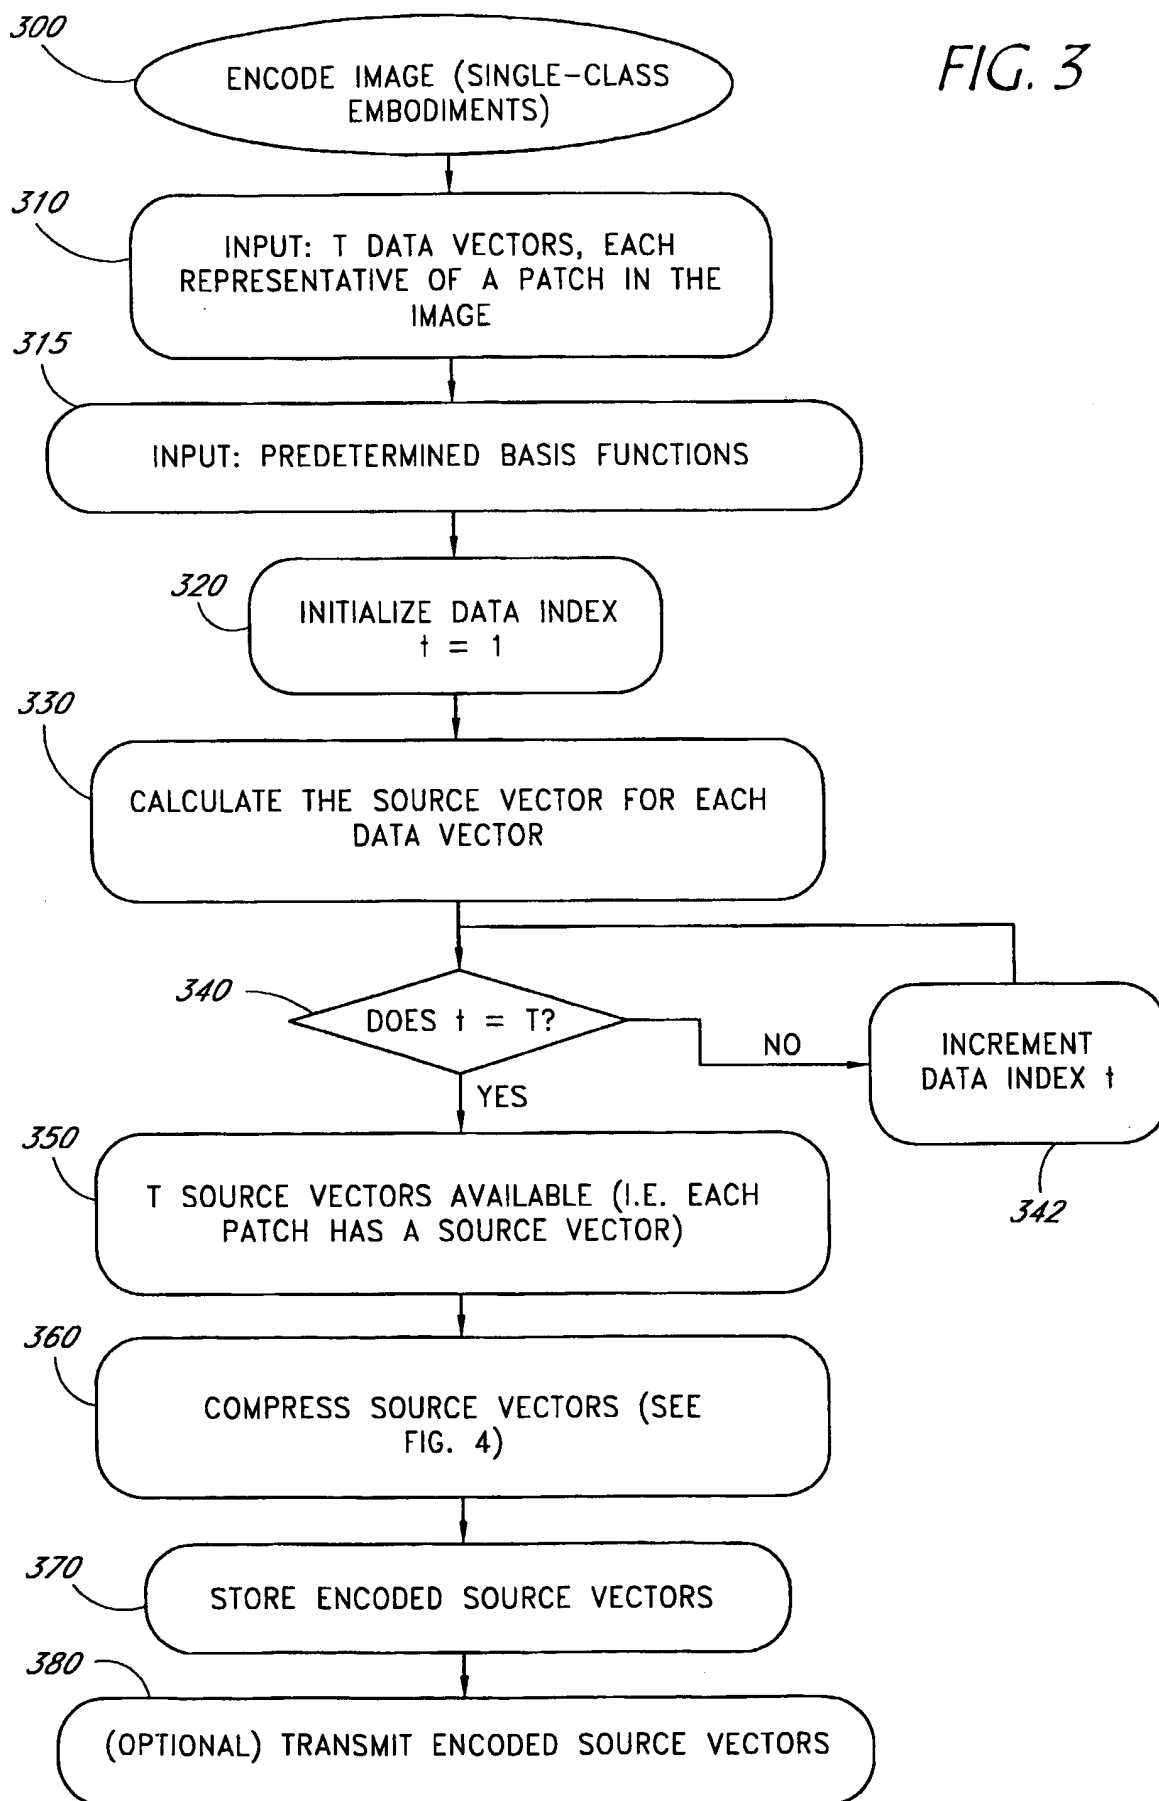 FIG. 3
300
ENCODE IMAGE (SINGLE-CLASS
EMBODIMENTS)
310
INPUT: T DATA VECTORS, EACH
REPRESENTATIVE OF A PATCH IN THE
IMAGE
315
INPUT: PREDETERMINED BASIS FUNCTIONS
320
INITIALIZE DATA INDEX
t = 1
330
CALCULATE THE SOURCE VECTOR FOR EACH
DATA VECTOR
340
DOES t = T?
NO
INCREMENT
DATA INDEX t
342
YES
350
T SOURCE VECTORS AVAILABLE (I.E. EACH
PATCH HAS A SOURCE VECTOR)
360
COMPRESS SOURCE VECTORS (SEE
FIG. 4)
370
STORE ENCODED SOURCE VECTORS
380
(OPTIONAL) TRANSMIT ENCODED SOURCE VECTORS